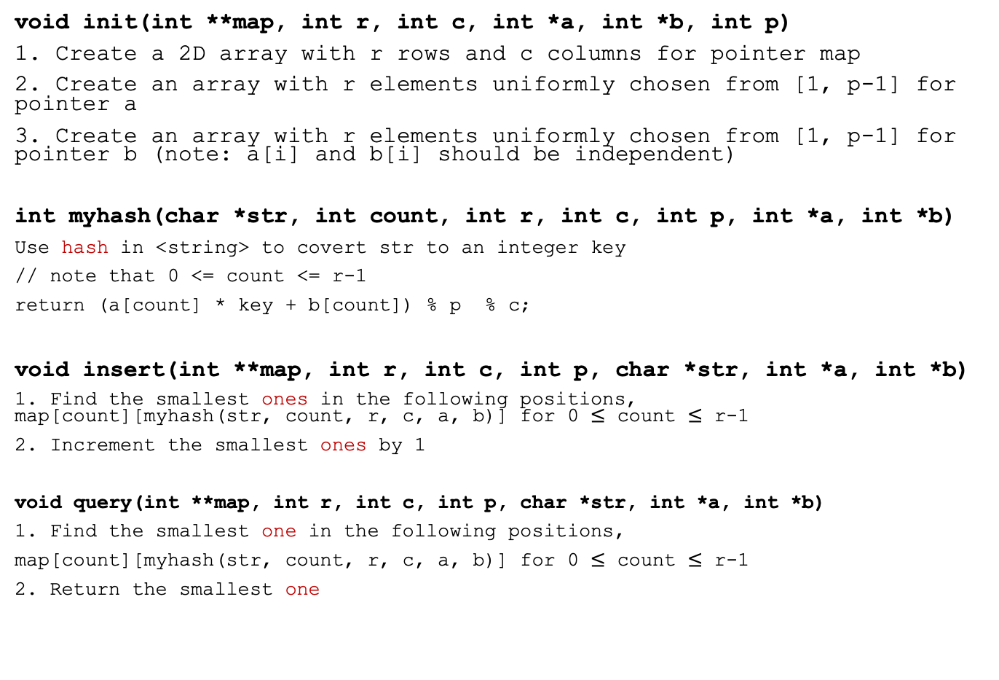 void init(int **map, int r, int c, int *a, int *b, int p)
1. Create a 2D array with r rows and c columns for pointer map
2. Create an array with r elements uniformly chosen from [1, p-1] for
pointer a
3. Create an array with r elements uniformly chosen from [1, p-1] for
pointer b (note: a[i] and b[i] should be independent)
int myhash(char *str, int count, int r, int c, int p, int *a, int *b)
Use hash in <string> to covert str to an integer key
// note that 0 <= count <= r-1
return (a[count] * key + b[count]) % p  % c;
void insert(int **map, int r, int c, int p, char *str, int *a, int *b)
1. Find the smallest ones in the following positions,
map[count][myhash(str, count, r, c, a, b)] for 0 ≤ count ≤ r-1
2. Increment the smallest ones by 1
void query(int **map, int r, int c, int p, char *str, int *a, int *b)
1. Find the smallest one in the following positions,
map[count][myhash(str, count, r, c, a, b)] for 0 ≤ count ≤ r-1
2. Return the smallest one